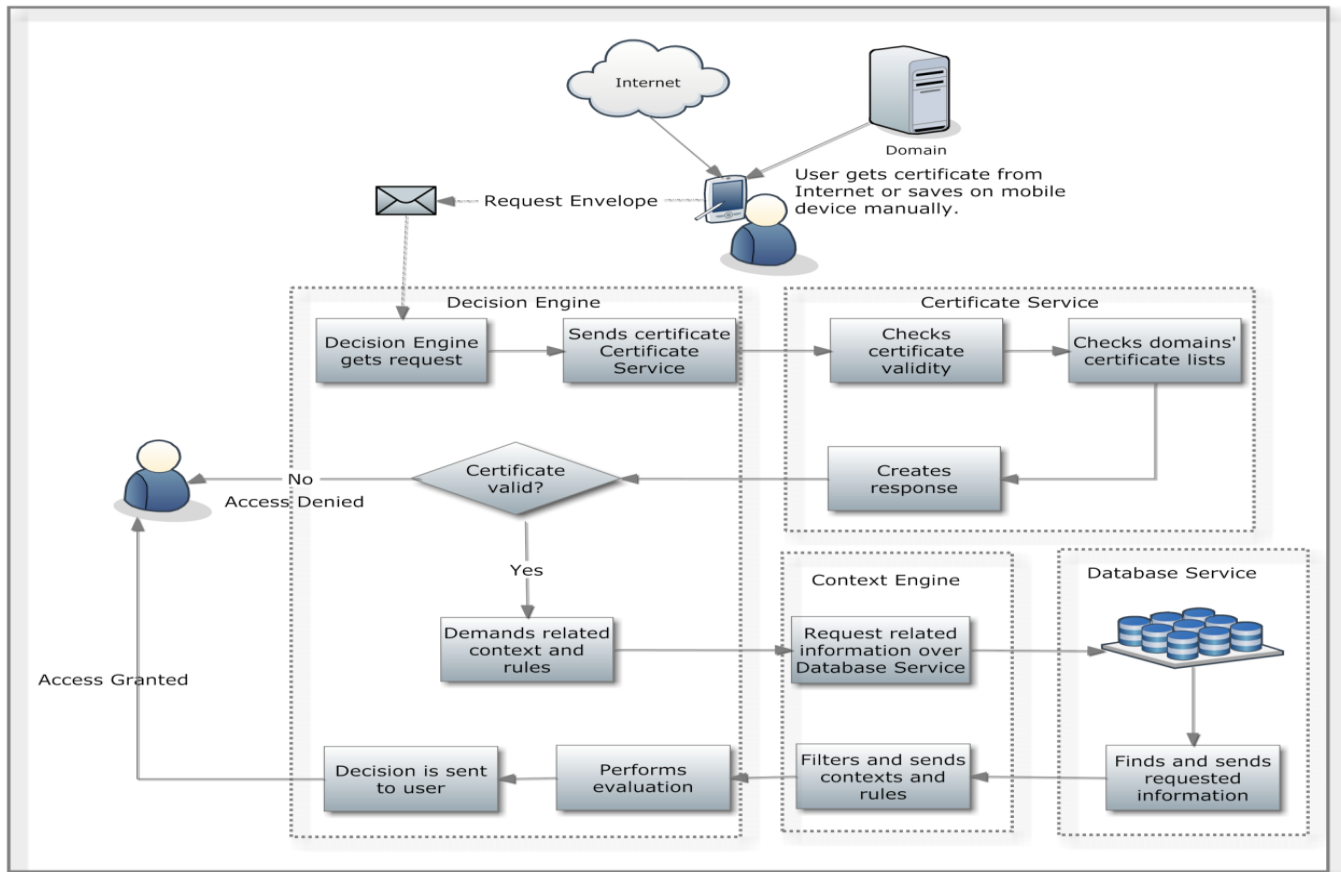 Internet
Domain
User gets certificate from
Internet or saves on mobile
device manually.
Request Envelope
Decision Engine
Certificate Service
Decision Engine
gets request
Sends certificate
Certificate
Service
Checks
certificate
validity
Checks domains'
certificate lists
Certificate
valid?
Creates
response
No
Access Denied
Yes
Context Engine
Database Service
Demands related
context and
rules
Request related
information over
Database Service
Access Granted
Decision is sent
to user
Performs
evaluation
Filters and sends
contexts and
rules
Finds and sends
requested
information